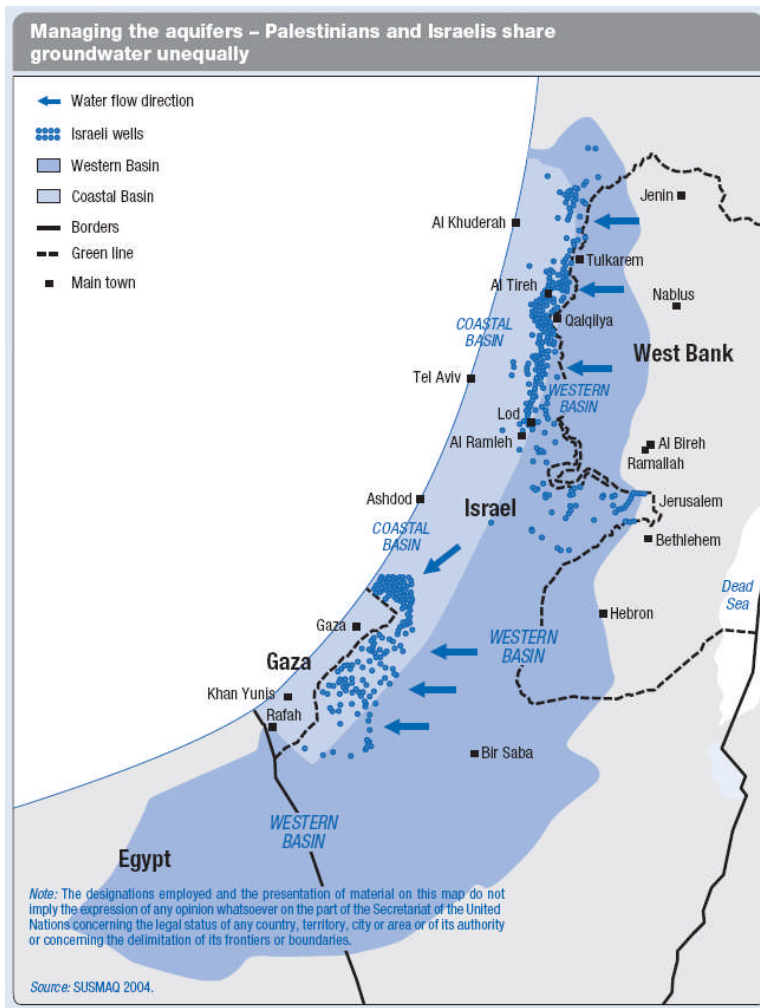 Managing the aquifers – Palestinians and Israelis share
groundwater unequally
Water flow direction
Israeli wells
Western Basin
Coastal Basin
Borders
Green line
Main town
Jenin
Al Khuderah
Tulkarem
Al Tireh
Nablus
Qalqilya
COASTAL
BASIN
West Bank
Tel Aviv
WESTERN
BASIN
Lod
Al Ramleh
Al Bireh
Ramallah
Ashdod
Israel
Jerusalem
COASTAL
BASIN
Bethlehem
Dead
Sea
Hebron
Gaza
WESTERN
BASIN
Gaza
Khan Yunis
Rafah
Bir Saba
WESTERN
BASIN
Egypt
Note: The designations employed and the presentation of material on this map do not
imply the expression of any opinion whatsoever on the part of the Secretariat of the United
Nations concerning the legal status of any country, territory, city or area or of its authority
or concerning the delimitation of its frontiers or boundaries.
Source: SUSMAQ 2004.